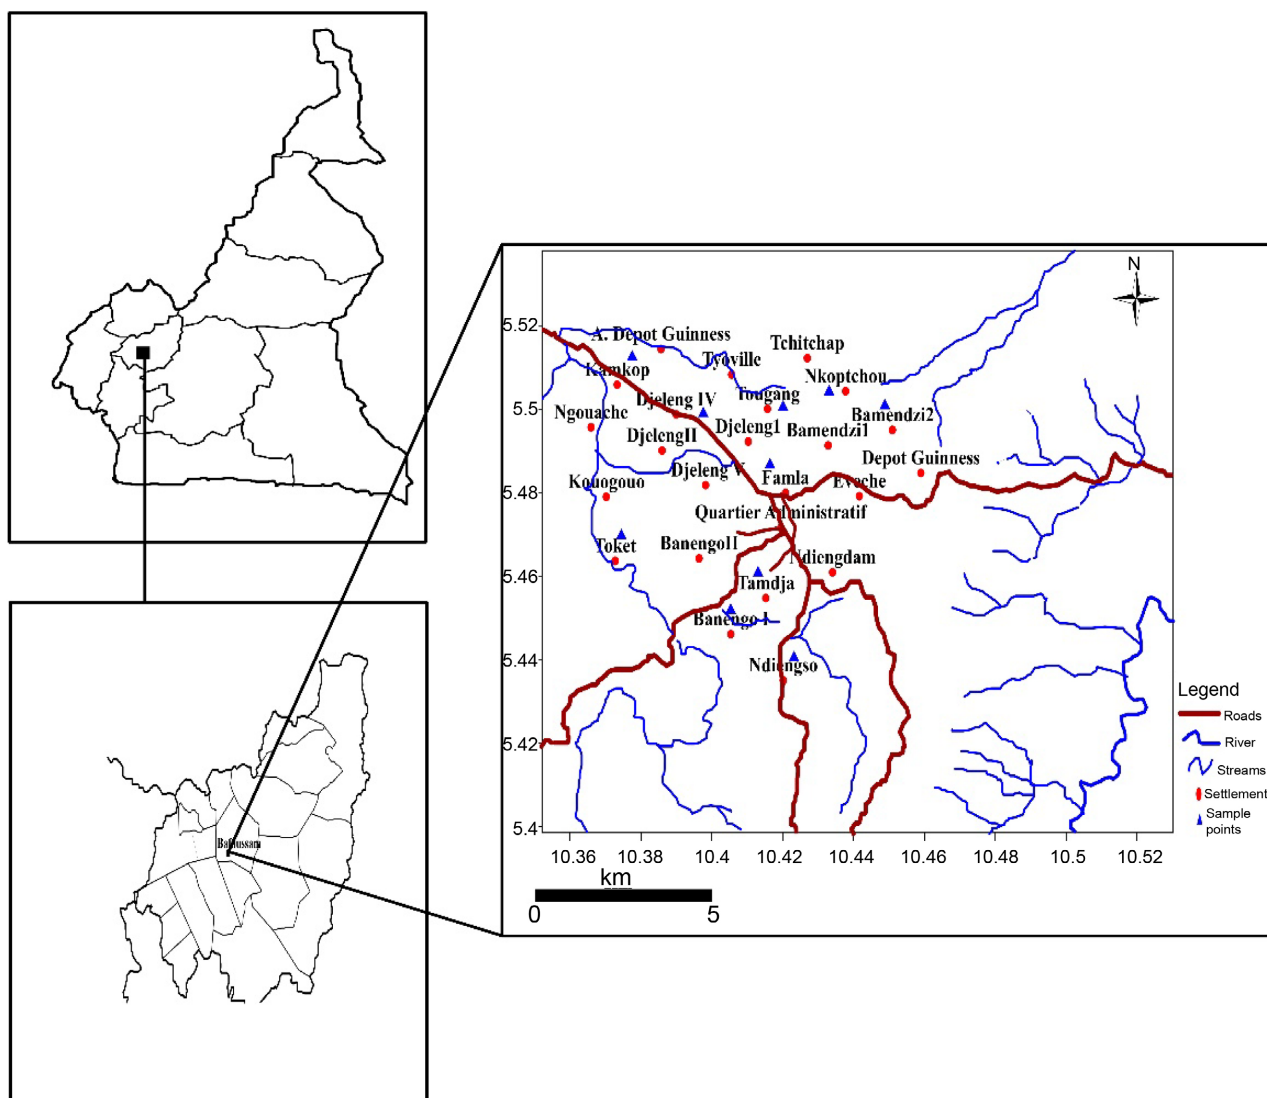 N
5.52
A. Depot Guinness
Tchitchap
Tyoville
Kamkop
Nkoptchou
Djeleng IV
Tougang
5.5
Ngouache
Bamendzi2
Djeleng1
Bamendzi1
DjelengII
Depot Guinness
Djeleng V
Famla
Evache
Kouogouo
5.48
Quartier Administratif
Toket
BanengoII
Ndiengdam
5.46
Tamdja
Banengo I
5.44
Ndiengso
Legend
Roads
5.42
River
Streams
Settlement
Sample
points
5.4
Bafoussam
10.36 10.38 10.4 10.42 10.44 10.46 10.48 10.5 10.52
km
0 5